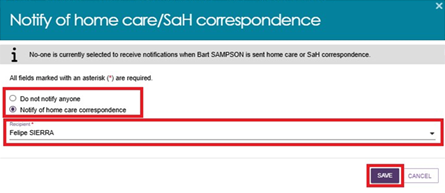 Notify of home care/SaH correspondence
No-one is currently selected to receive notifications when Bart SAMPSON is sent home care or SaH correspondence.
All fields marked with an asterisk (*) are required.
Do not notify anyone
Notify of home care correspondence
Recipient *
Felipe SIERRA
SAVE
CANCEL